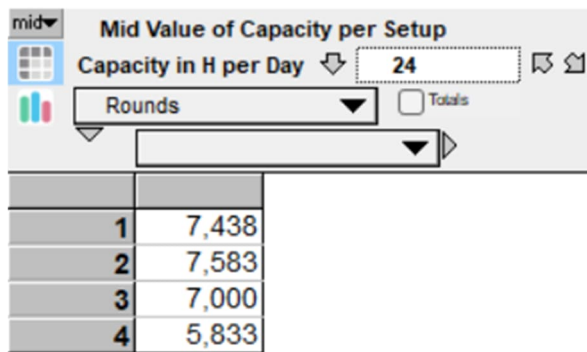 mid
Mid Value of Capacity per Setup
Capacity in H per Day 24
Rounds Totals
1 7,438
2 7,583
3 7,000
4 5,833